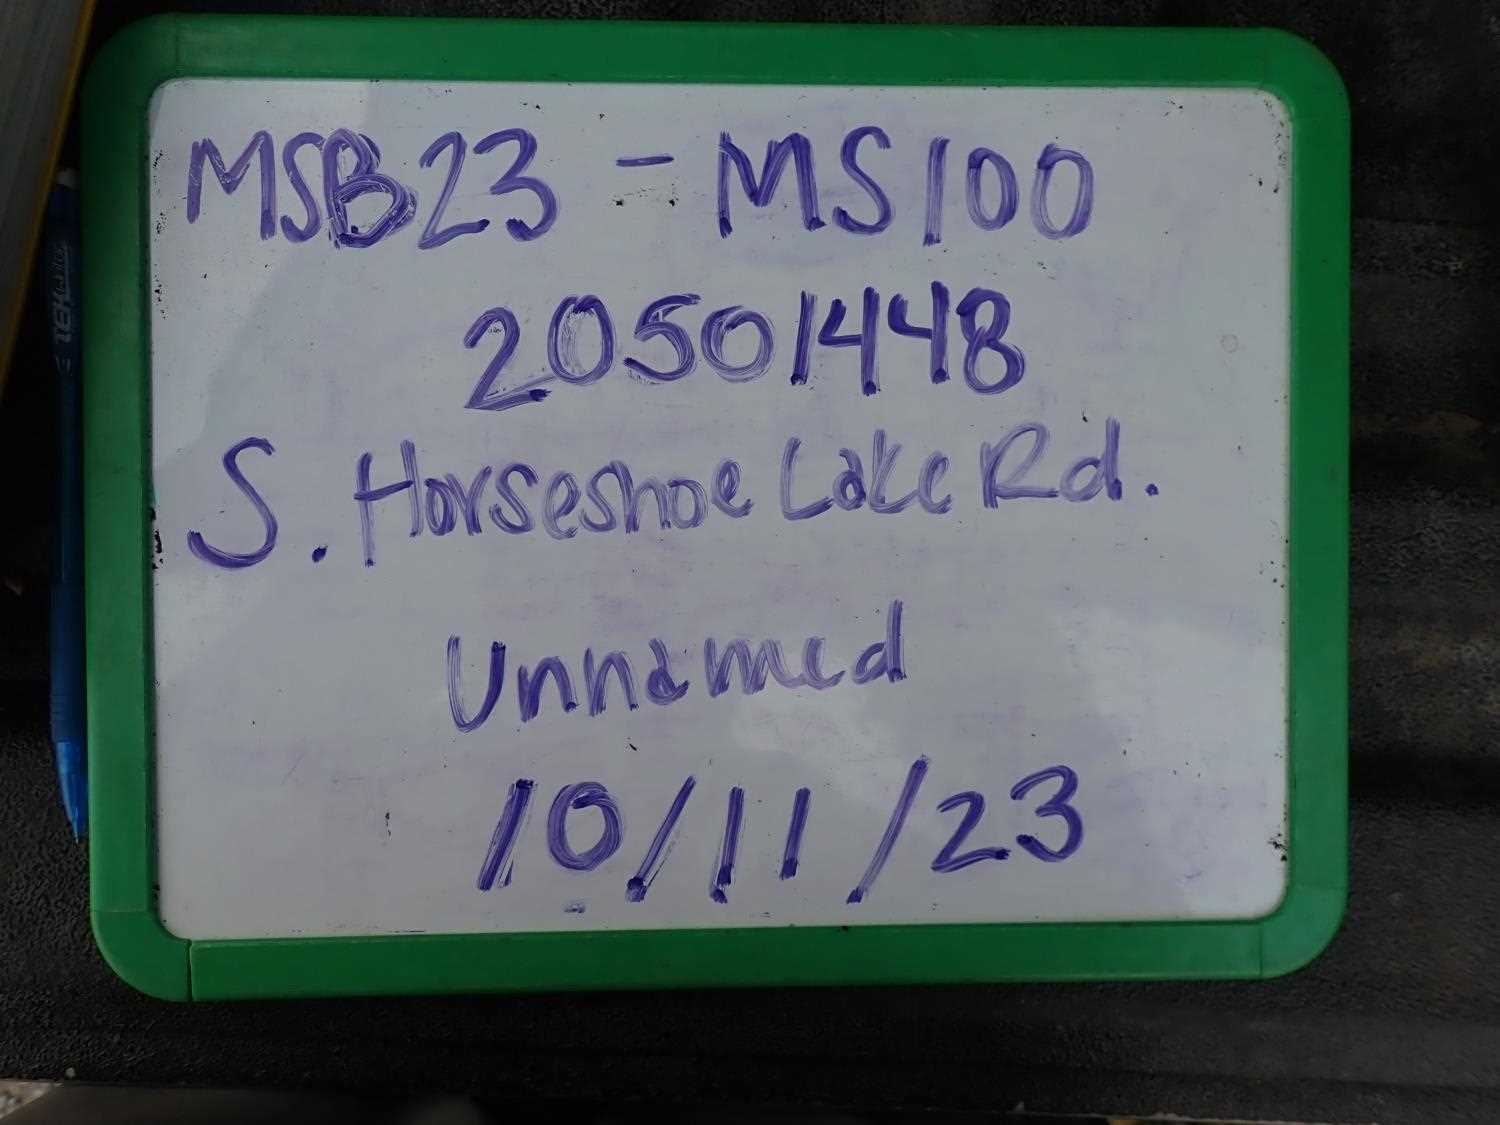 MSB23 - MS100
20501448
S. Horseshoe Lake Rd.
Unnamed
10/11/23